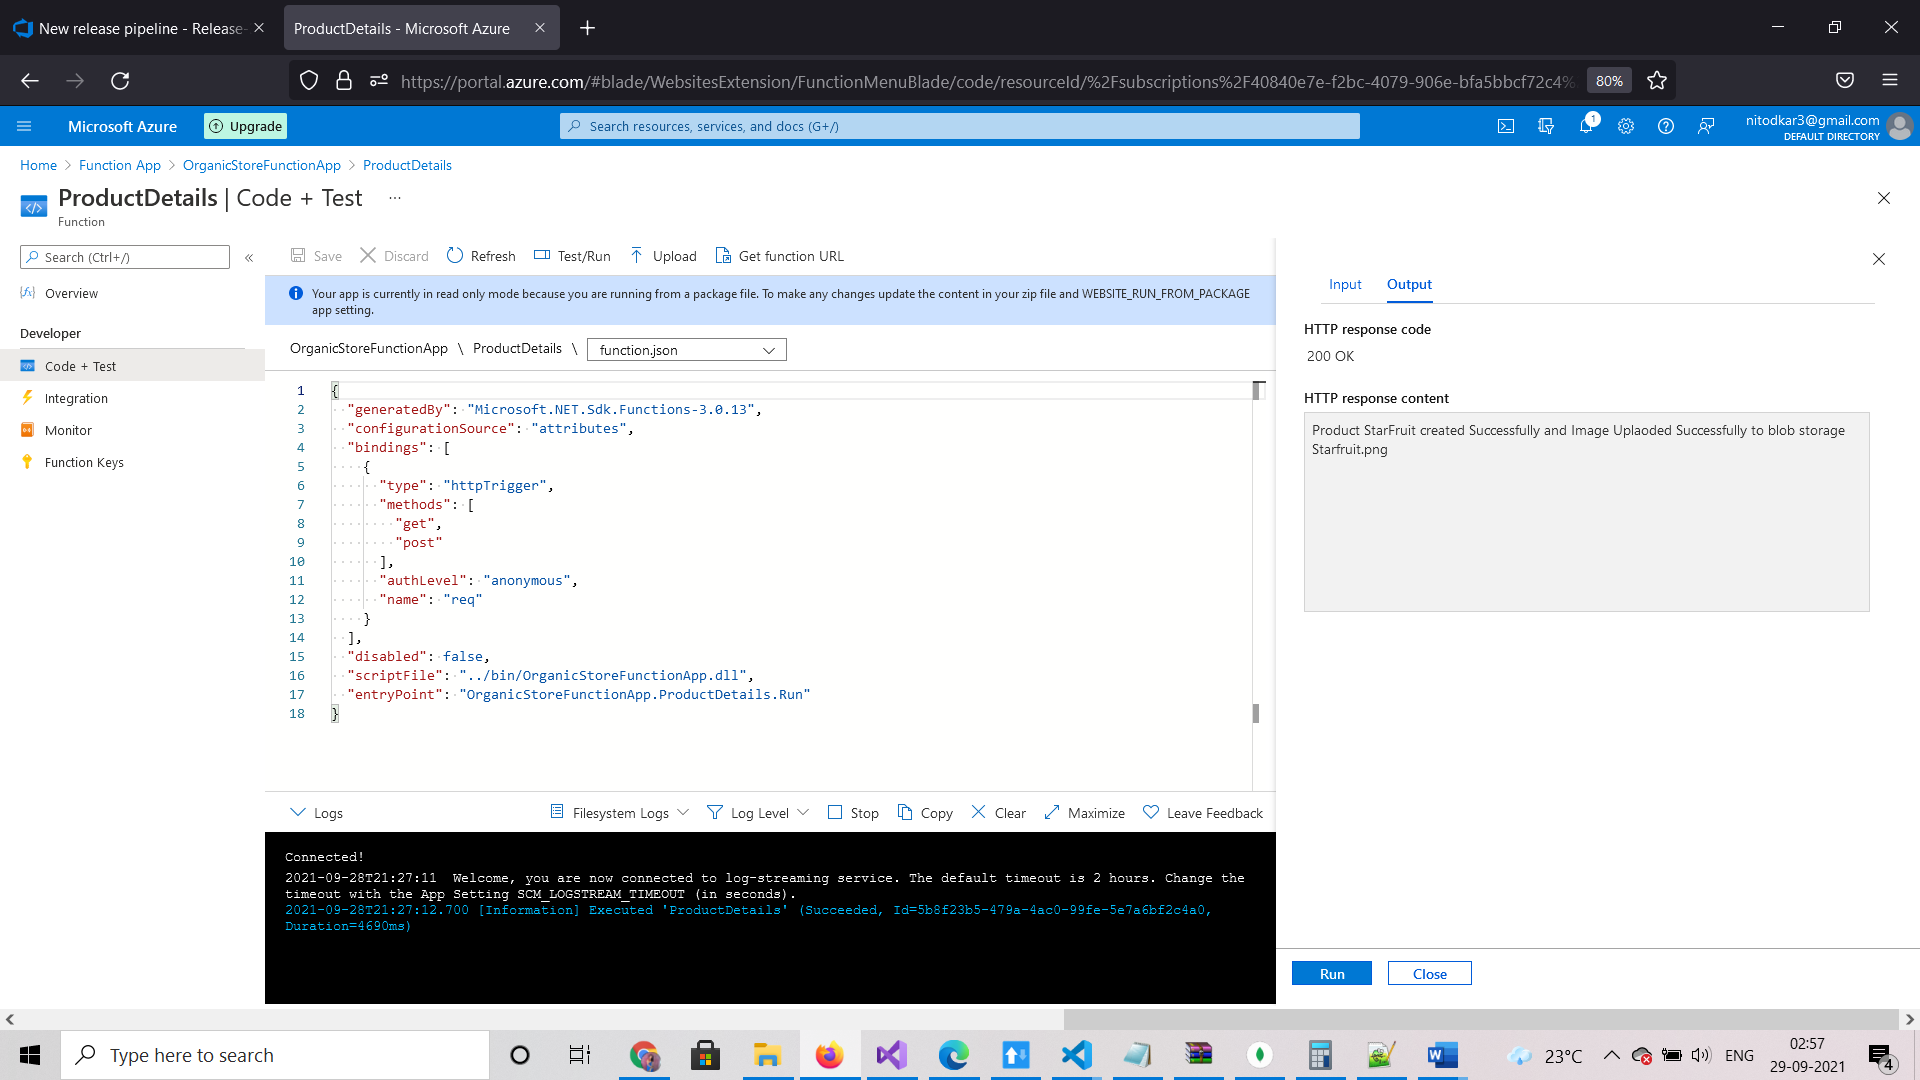 New release pipeline - Release-
ProductDetails - Microsoft Azure
https://portal.azure.com/#blade/WebsitesExtension/FunctionMenuBlade/code/resourceId/%2Fsubscriptions%2F40840e7e-f2bc-4079-906e-bfa5bbcf72c4%
80%
Microsoft Azure
Upgrade
Search resources, services, and docs (G+/)
1
nitodkar3@gmail.com
DEFAULT DIRECTORY
Home > Function App > OrganicStoreFunctionApp > ProductDetails
ProductDetails | Code + Test ...
Function
Search (Ctrl+/)
«
Overview
Developer
Code + Test
Integration
Monitor
Function Keys
Save
Discard
Refresh
Test/Run
Upload
Get function URL
Your app is currently in read only mode because you are running from a package file. To make any changes update the content in your zip file and WEBSITE_RUN_FROM_PACKAGE
app setting.
OrganicStoreFunctionApp \ ProductDetails \ function.json
1 {
2 "generatedBy": "Microsoft.NET.Sdk.Functions-3.0.13",
3 "configurationSource": "attributes",
4 "bindings": [
5 {
6 "type": "httpTrigger",
7 "methods": [
8 "get",
9 "post"
10 ],
11 "authLevel": "anonymous",
12 "name": "req"
13 }
14 ],
15 "disabled": false,
16 "scriptFile": "../bin/OrganicStoreFunctionApp.dll",
17 "entryPoint": "OrganicStoreFunctionApp.ProductDetails.Run"
18 }
Logs
Filesystem Logs
Log Level
Stop
Copy
Clear
Maximize
Leave Feedback
Connected!
2021-09-28T21:27:11 Welcome, you are now connected to log-streaming service. The default timeout is 2 hours. Change the
timeout with the App Setting SCM_LOGSTREAM_TIMEOUT (in seconds).
2021-09-28T21:27:12.700 [Information] Executed 'ProductDetails' (Succeeded, Id=5b8f23b5-479a-4ac0-99fe-5e7a6bf2c4a0,
Duration=4690ms)
Input
Output
HTTP response code
200 OK
HTTP response content
Product StarFruit created Successfully and Image Uplaoded Successfully to blob storage
Starfruit.png
Run
Close
Type here to search
23°C
ENG
02:57
29-09-2021
4